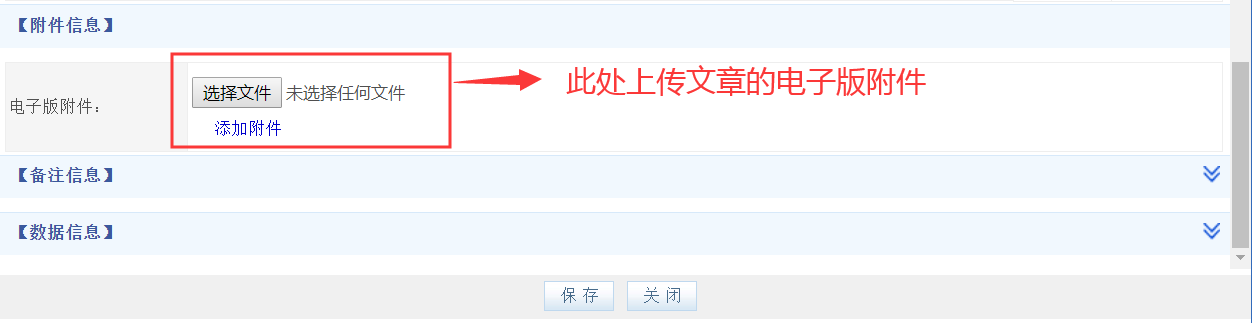 【附件信息】
此处上传文章的电子版附件
选择文件 未选择任何文件
电子版附件：
添加附件
【备注信息】
【数据信息】
保 存 关 闭